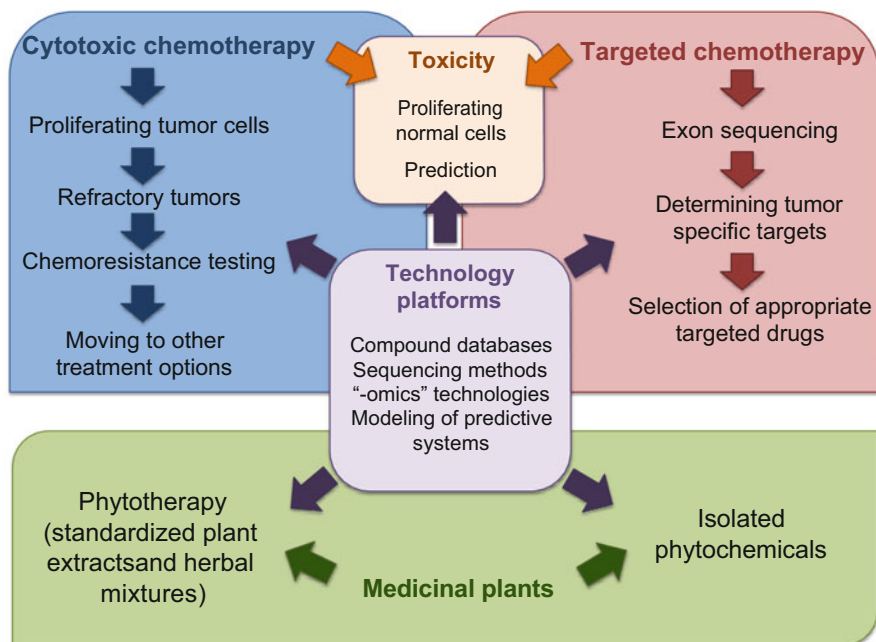 Cytotoxic chemotherapy
Proliferating tumor cells
Refractory tumors
Chemoresistance testing
Moving to other
treatment options
Toxicity
Proliferating
normal cells
Prediction
Targeted chemotherapy
Exon sequencing
Determining tumor
specific targets
Selection of appropriate
targeted drugs
Technology
platforms
Compound databases
Sequencing methods
“-omics” technologies
Modeling of predictive
systems
Phytotherapy
(standardized plant
extractsand herbal
mixtures)
Medicinal plants
Isolated
phytochemicals